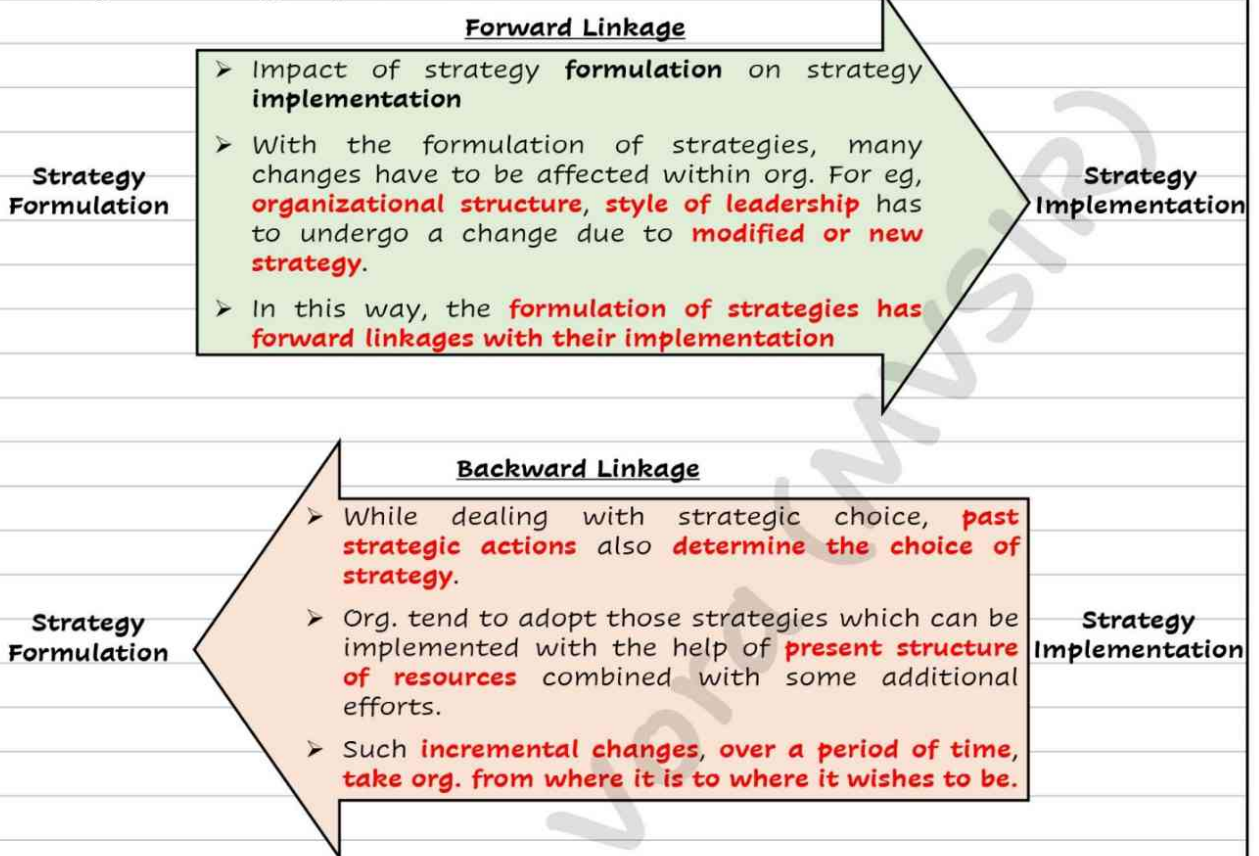 Forward Linkage
➢ Impact of strategy formulation on strategy
implementation
➢ With the formulation of strategies, many
changes have to be affected within org. For eg,
organizational structure, style of leadership has
to undergo a change due to modified or new
strategy.
➢ In this way, the formulation of strategies has
forward linkages with their implementation
Strategy
Formulation
Strategy
Implementation
Backward Linkage
➢ While dealing with strategic choice, past
strategic actions also determine the choice of
strategy.
➢ Org. tend to adopt those strategies which can be
implemented with the help of present structure
of resources combined with some additional
efforts.
➢ Such incremental changes, over a period of time,
take org. from where it is to where it wishes to be.
Strategy
Formulation
Strategy
Implementation
Vora (MVSIR)